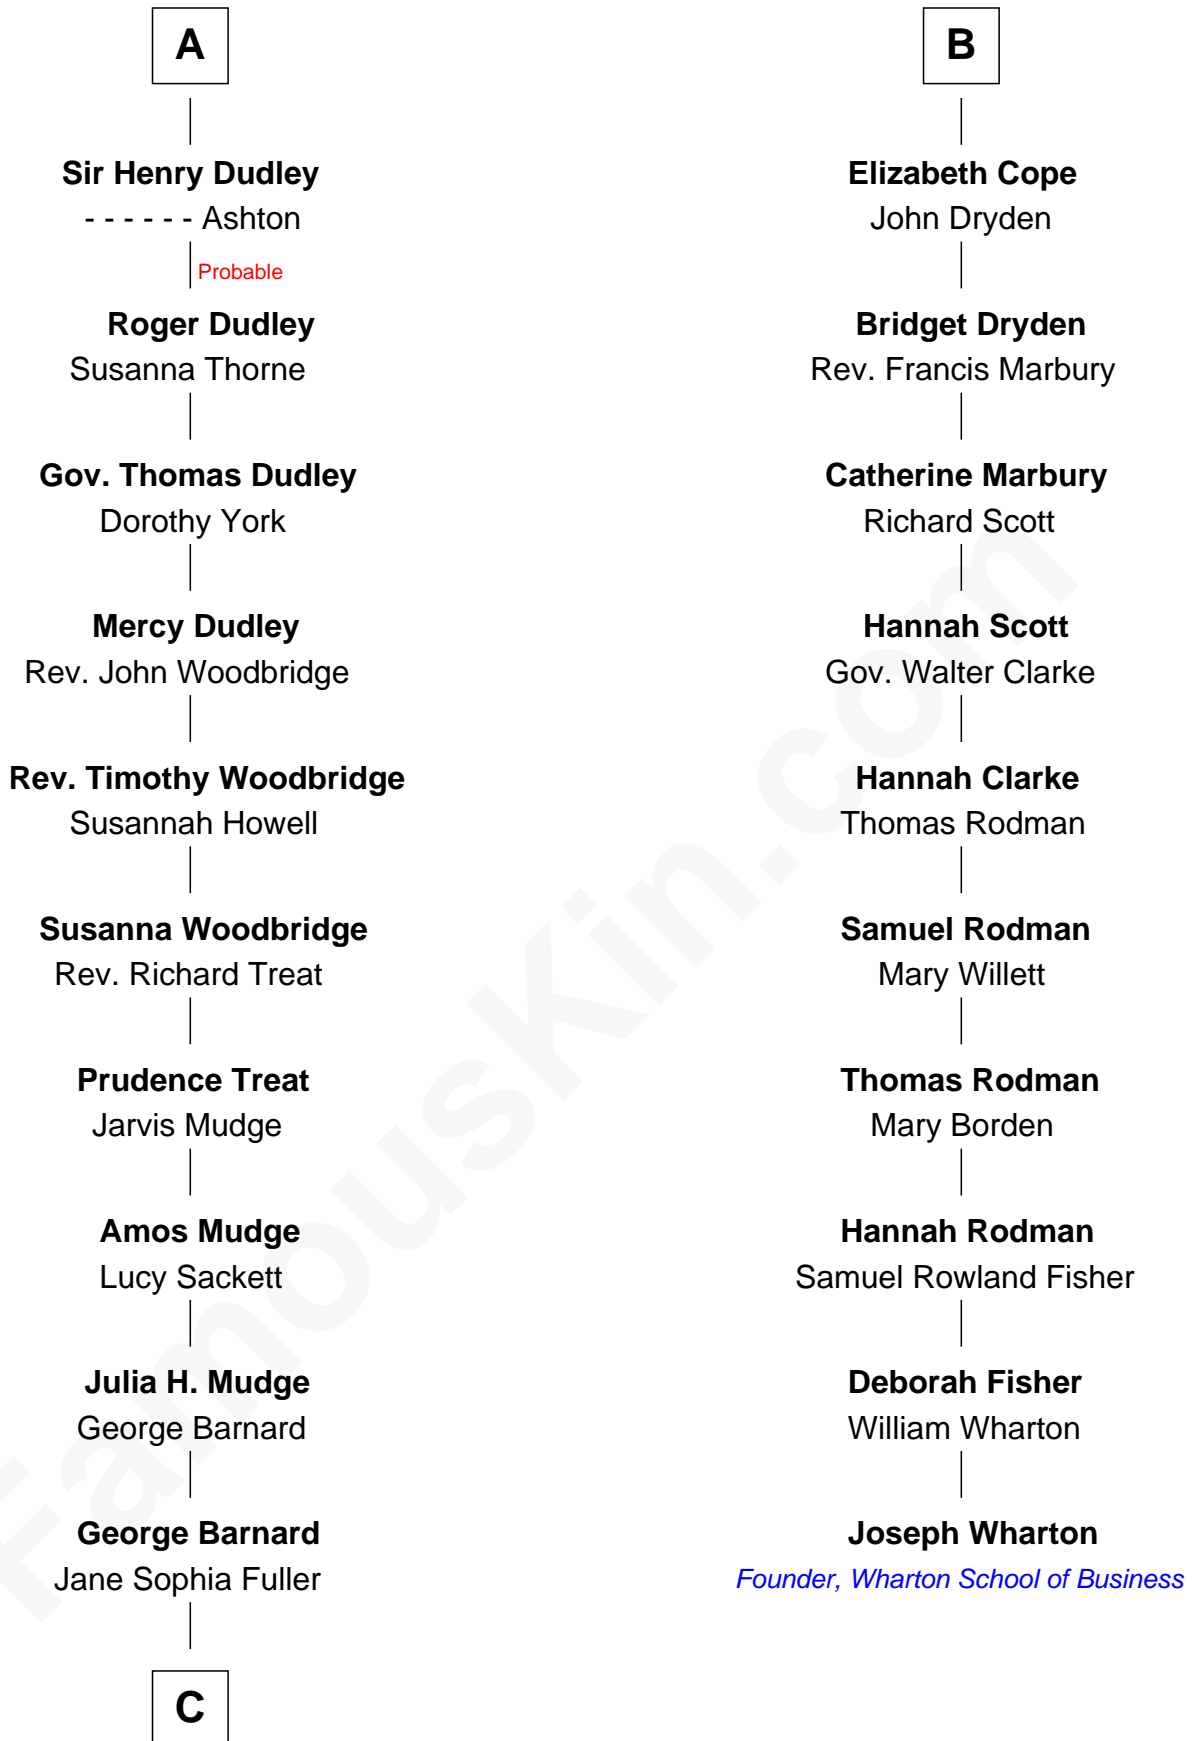 A
Sir Henry Dudley
- - - - - - Ashton
Probable
Roger Dudley
Susanna Thorne
Gov. Thomas Dudley
Dorothy York
Mercy Dudley
Rev. John Woodbridge
Rev. Timothy Woodbridge
Susannah Howell
Susanna Woodbridge
Rev. Richard Treat
Prudence Treat
Jarvis Mudge
Amos Mudge
Lucy Sackett
Julia H. Mudge
George Barnard
George Barnard
Jane Sophia Fuller
C
B
Elizabeth Cope
John Dryden
Bridget Dryden
Rev. Francis Marbury
Catherine Marbury
Richard Scott
Hannah Scott
Gov. Walter Clarke
Hannah Clarke
Thomas Rodman
Samuel Rodman
Mary Willett
Thomas Rodman
Mary Borden
Hannah Rodman
Samuel Rowland Fisher
Deborah Fisher
William Wharton
Joseph Wharton
Founder, Wharton School of Business
FamousKin.com